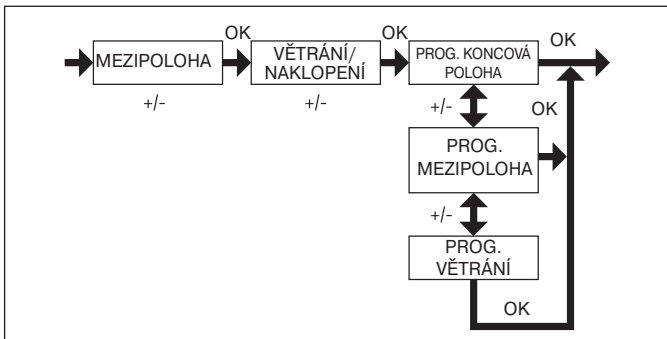 OK
OK
OK
MEZIPOLOHA
VĚTRÁNÍ/
NAKLOPENÍ
PROG. KONCOVÁ
POLOHA
+/-
+/-
+/-
OK
PROG.
MEZIPOLOHA
+/-
PROG.
VĚTRÁNÍ
OK